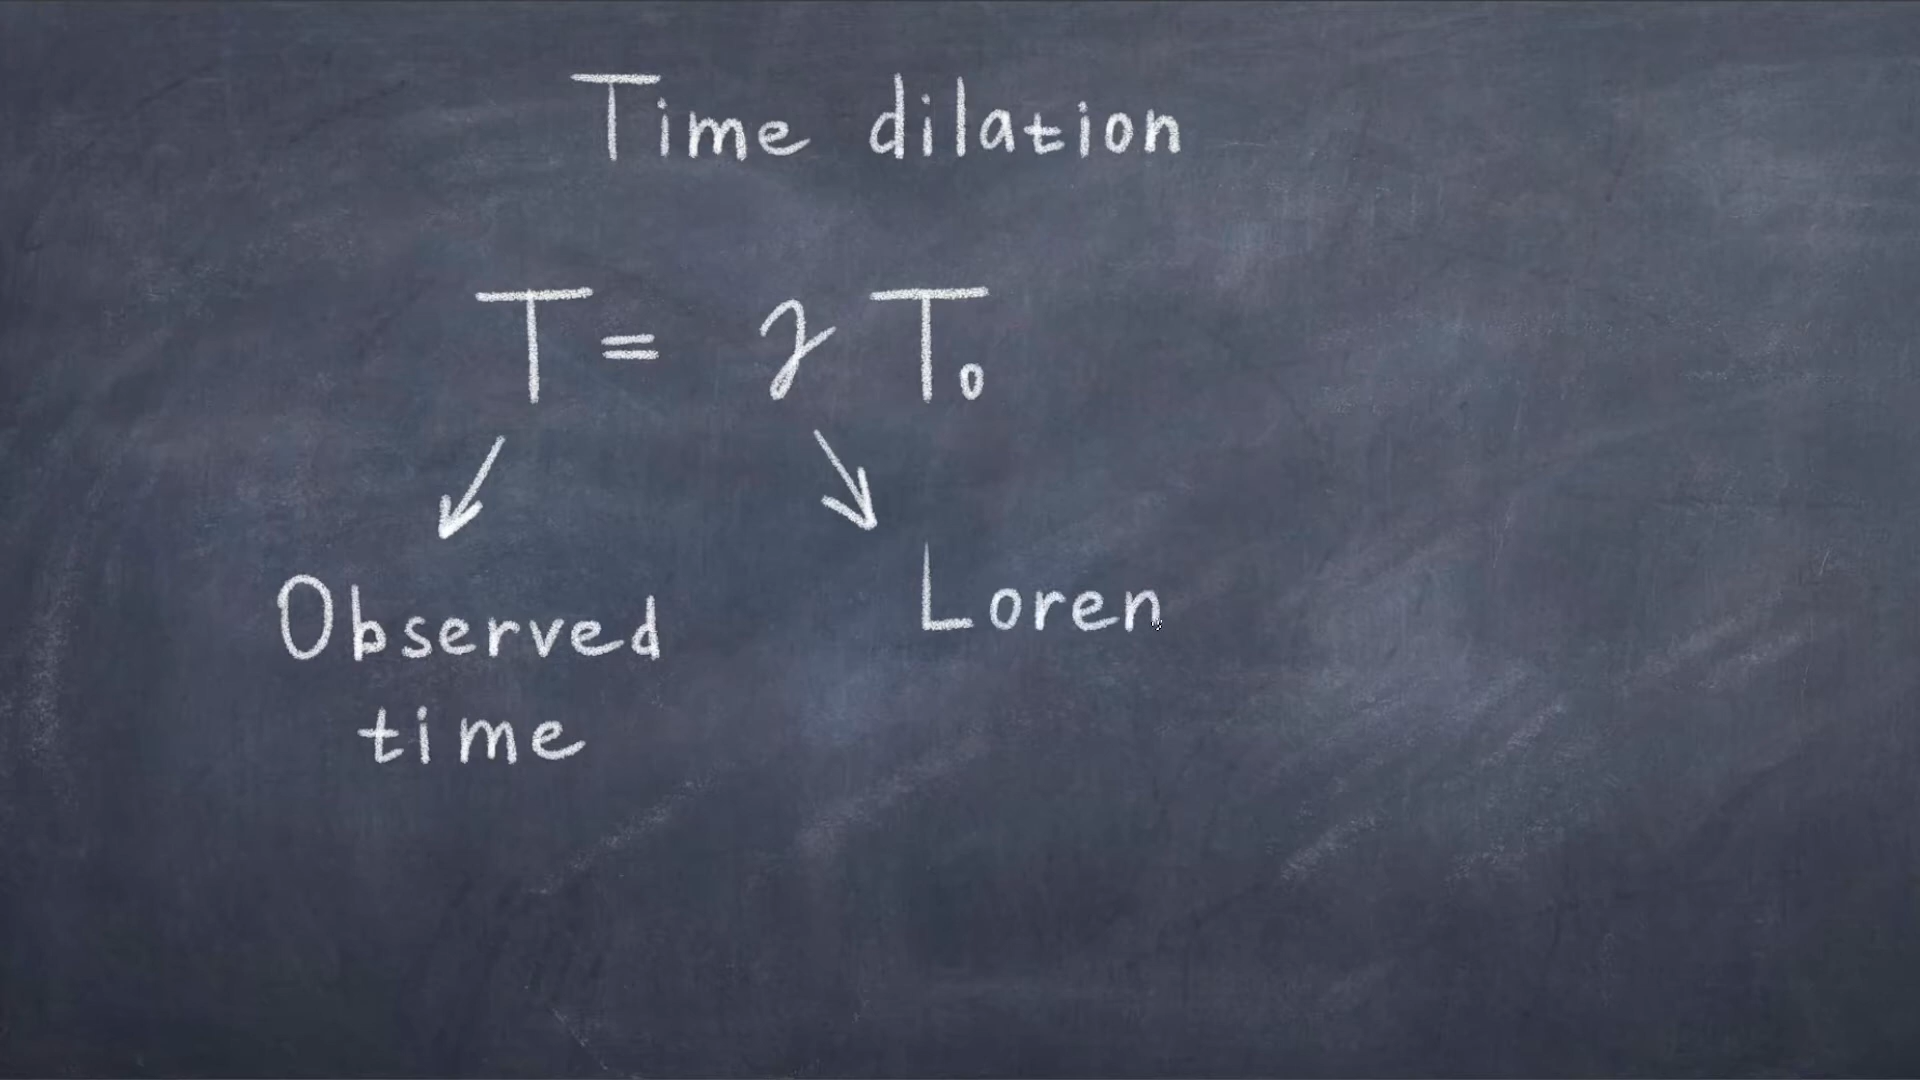 Time dilation
T = γ T₀
Observed
time
Loren